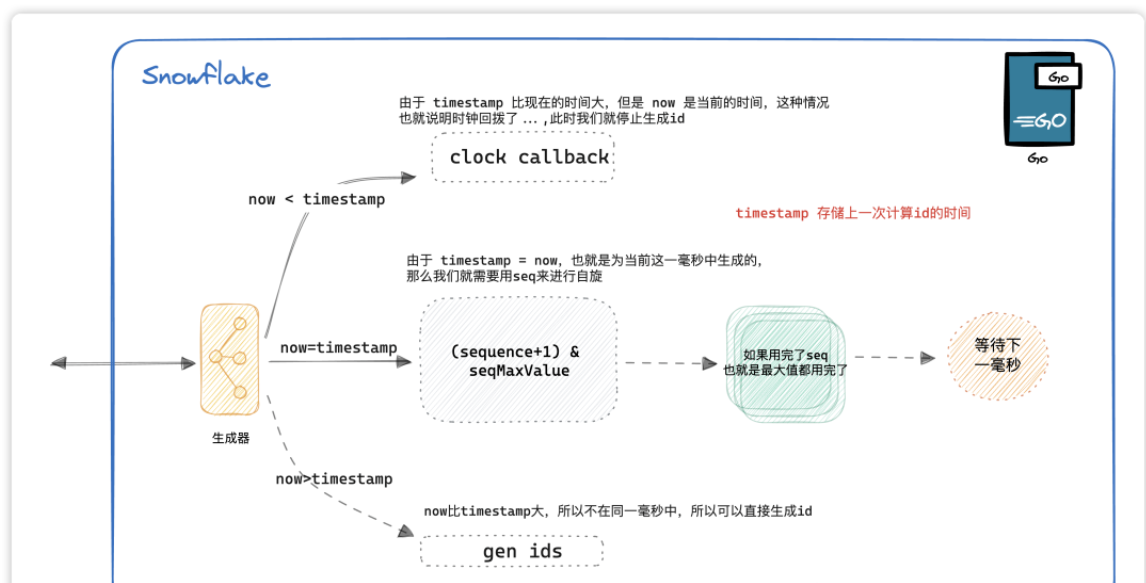 Snowflake
GO
GO
GO
由于 timestamp 比现在的时间大，但是 now 是当前的时间，这种情况
也就说明时钟回拨了 ... ,此时我们就停止生成id
clock callback
now < timestamp
timestamp 存储上一次计算id的时间
由于 timestamp = now，也就是为当前这一毫秒中生成的，
那么我们就需要用seq来进行自旋
now=timestamp
(sequence+1) &
seqMaxValue
如果用完了seq
也就是最大值都用完了
等待下
一毫秒
生成器
now>timestamp
now比timestamp大，所以不在同一毫秒中，所以可以直接生成id
gen ids